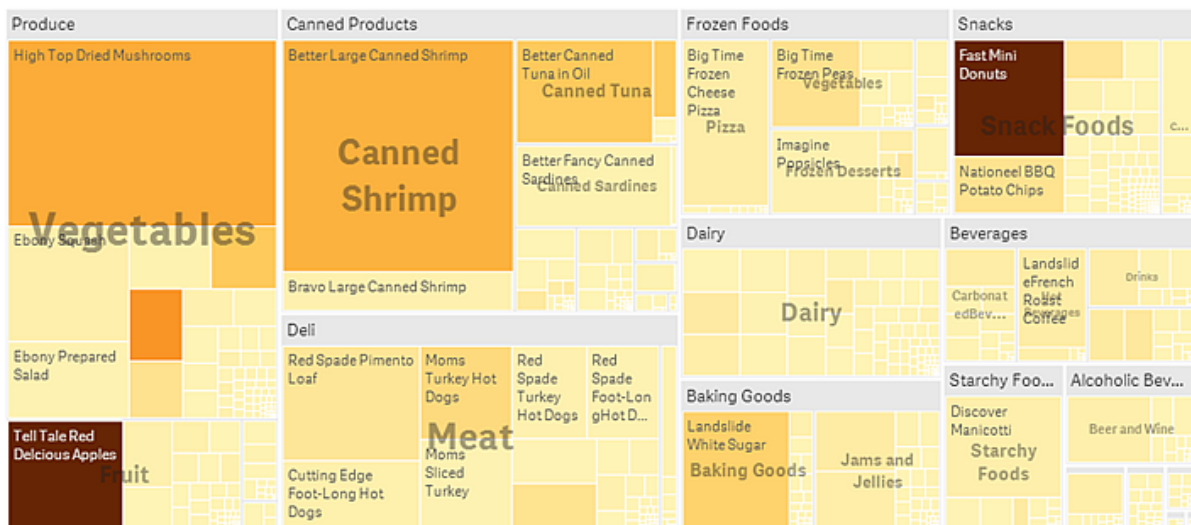 Produce
High Top Dried Mushrooms
Vegetables
Ebony Squash
Ebony Prepared
Salad
Tell Tale Red
Delcious Apples
Fruit
Canned Products
Better Large Canned Shrimp
Canned
Shrimp
Bravo Large Canned Shrimp
Better Canned
Tuna in Oil
Canned Tuna
Better Fancy Canned
Sardines
Canned Sardines
Deli
Red Spade Pimento
Loaf
Cutting Edge
Foot-Long Hot
Dogs
Moms
Turkey Hot
Dogs
Meat
Moms
Sliced
Turkey
Red
Spade
Turkey
Hot Dogs
Red
Spade
Foot-Lon
gHot D...
Frozen Foods
Big Time
Frozen
Cheese
Pizza
Pizza
Big Time
Frozen Peas
Vegetables
Imagine
Popsicles
Frozen Desserts
Snacks
Fast Mini
Donuts
Snack Foods
C...
Nationeel BBQ
Potato Chips
Dairy
Dairy
Beverages
Carbonat
edBev...
Landslid
eFrench
Roast
Coffee
Hot
Beverages
Drinks
Baking Goods
Landslide
White Sugar
Baking Goods
Jams and
Jellies
Starchy Foo...
Discover
Manicotti
Starchy
Foods
Alcoholic Bev...
Beer and Wine